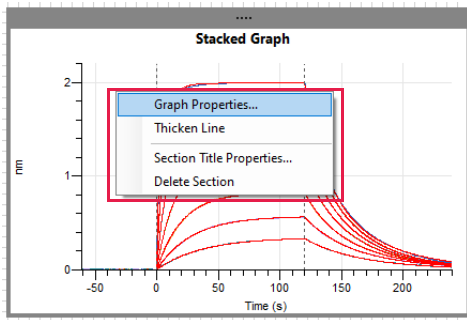 Stacked Graph
2
Graph Properties...
Thicken Line
nm
1
Section Title Properties...
Delete Section
0
-50 0 50 100 150 200
Time (s)